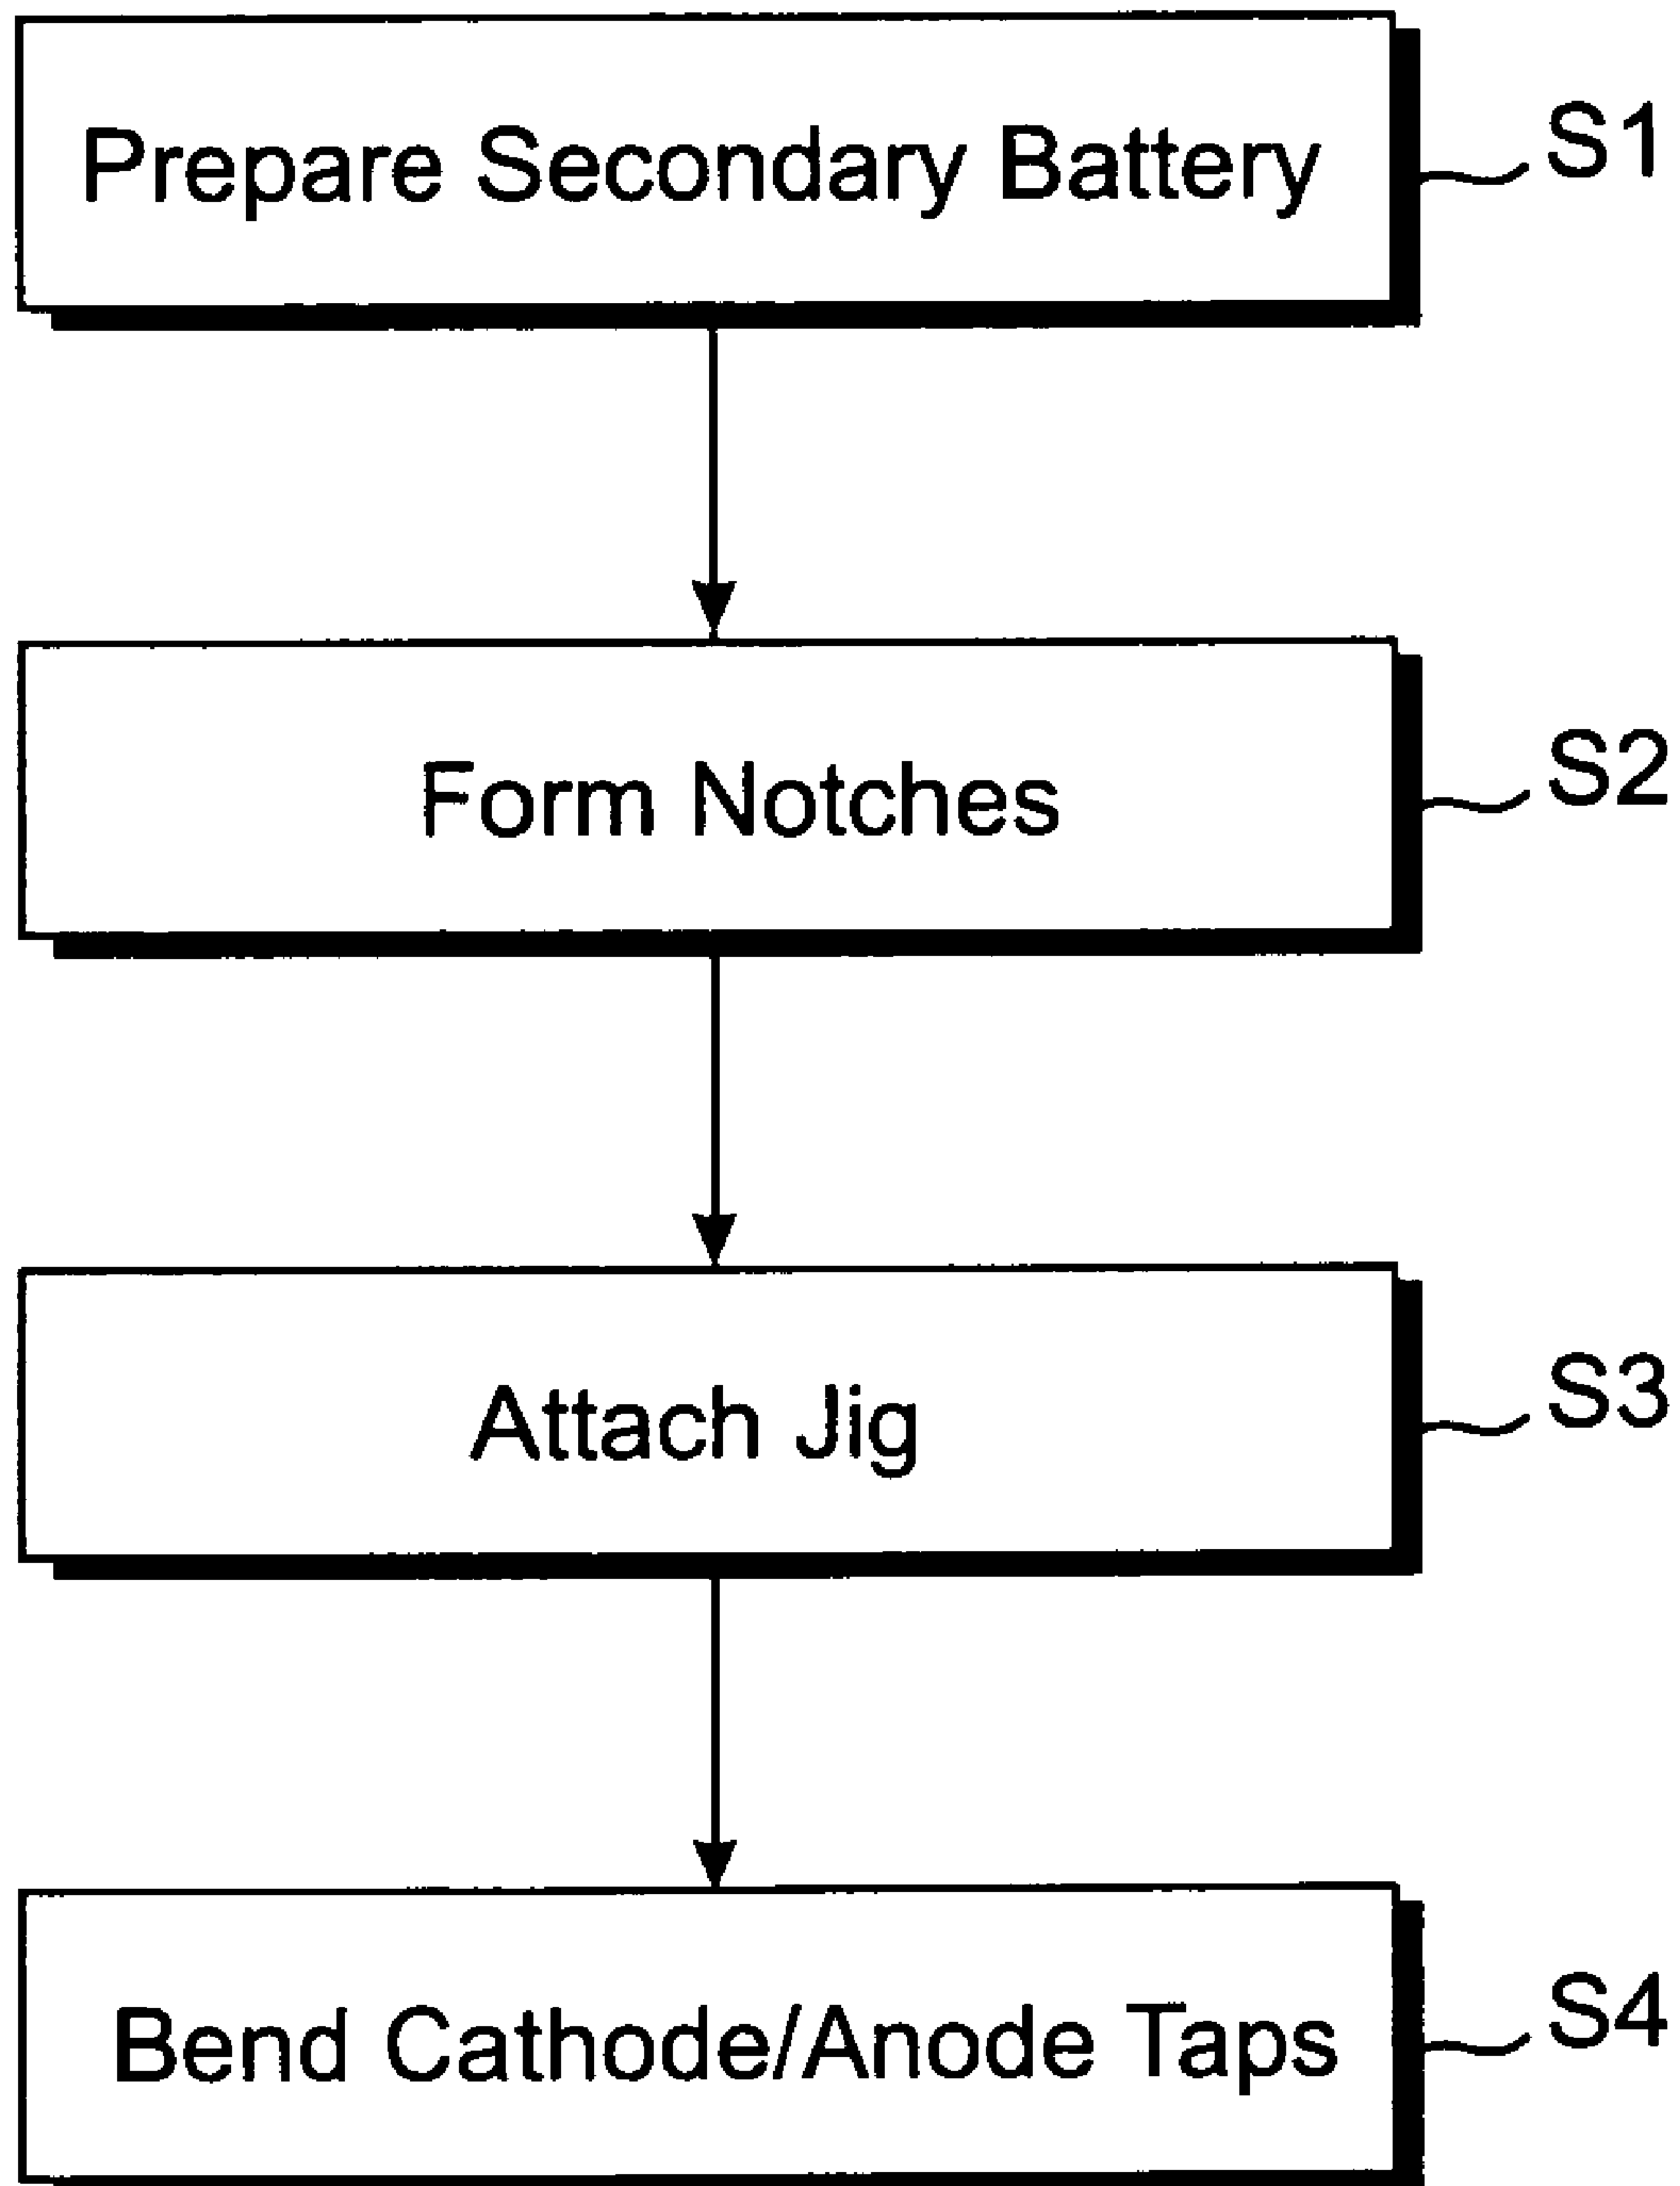 Prepare Secondary Battery S1
Form Notches S2
Attach Jig S3
Bend Cathode/Anode Taps S4